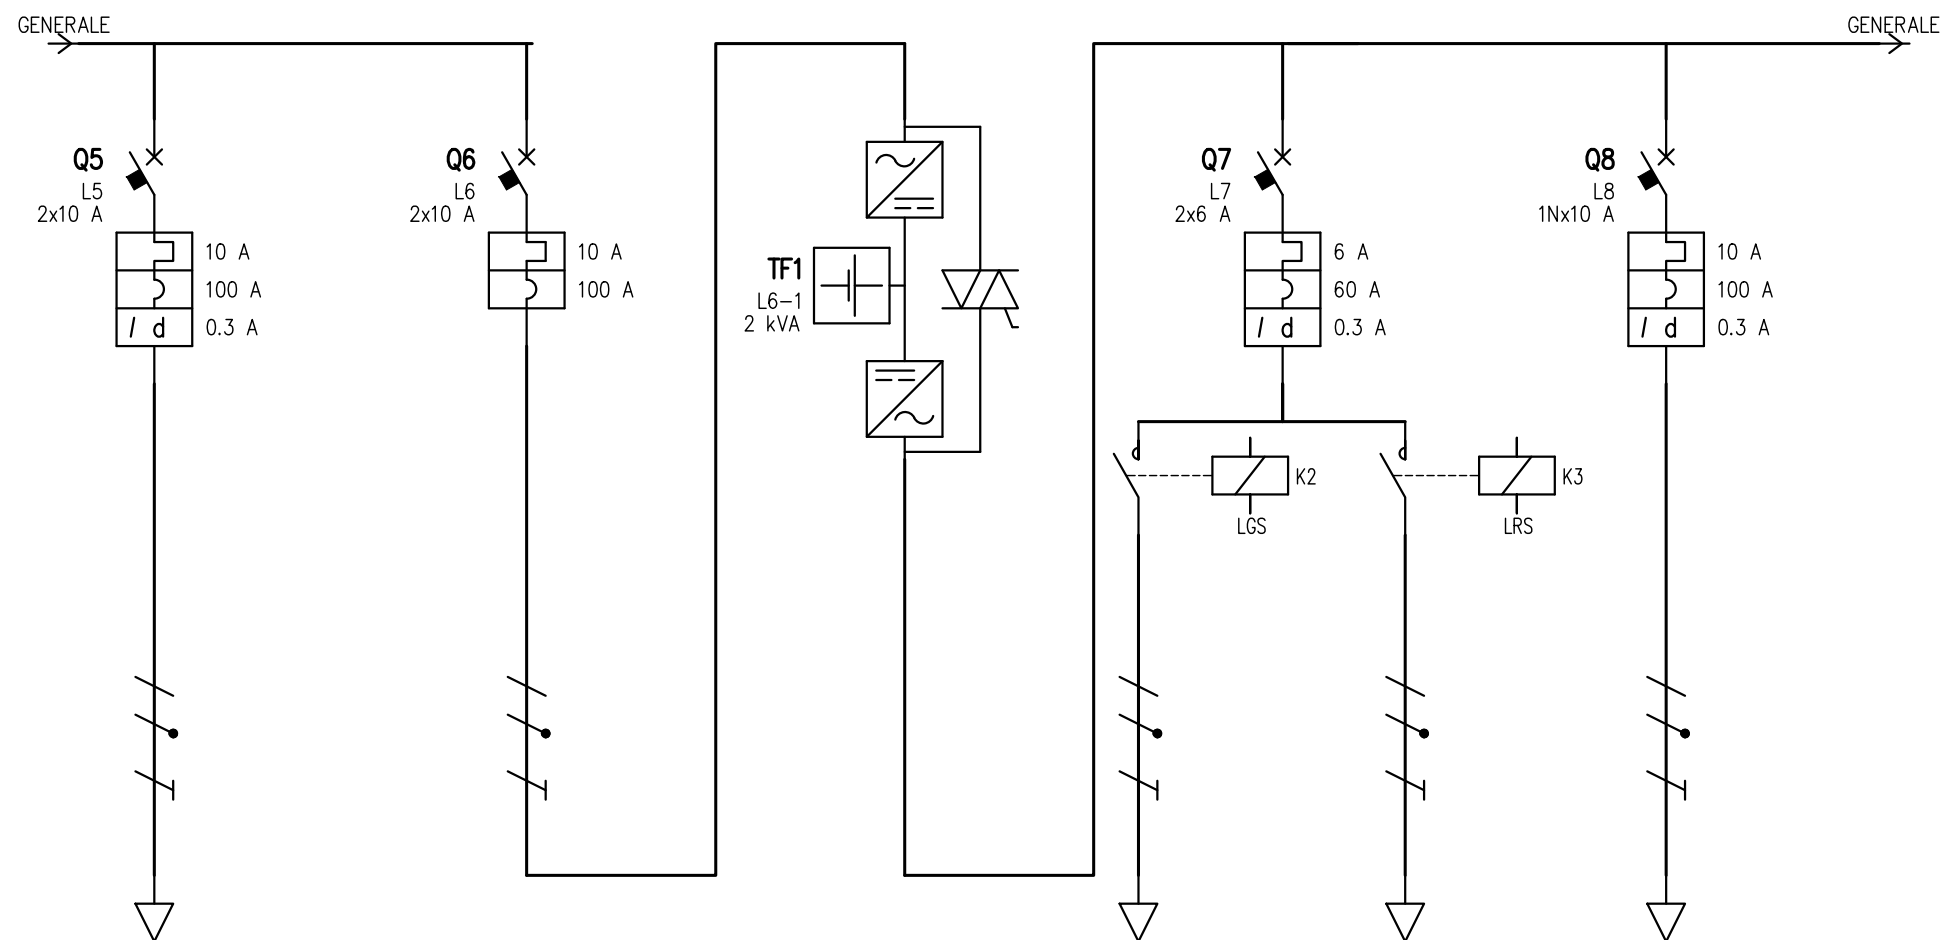 GENERALE
GENERALE
Q5
L5
2x10 A
10 A
100 A
I d
0.3 A
Q6
L6
2x10 A
10 A
100 A
TF1
L6-1
2 kVA
Q7
L7
2x6 A
6 A
60 A
I d
0.3 A
K2
LGS
K3
LRS
Q8
L8
1Nx10 A
10 A
100 A
I d
0.3 A